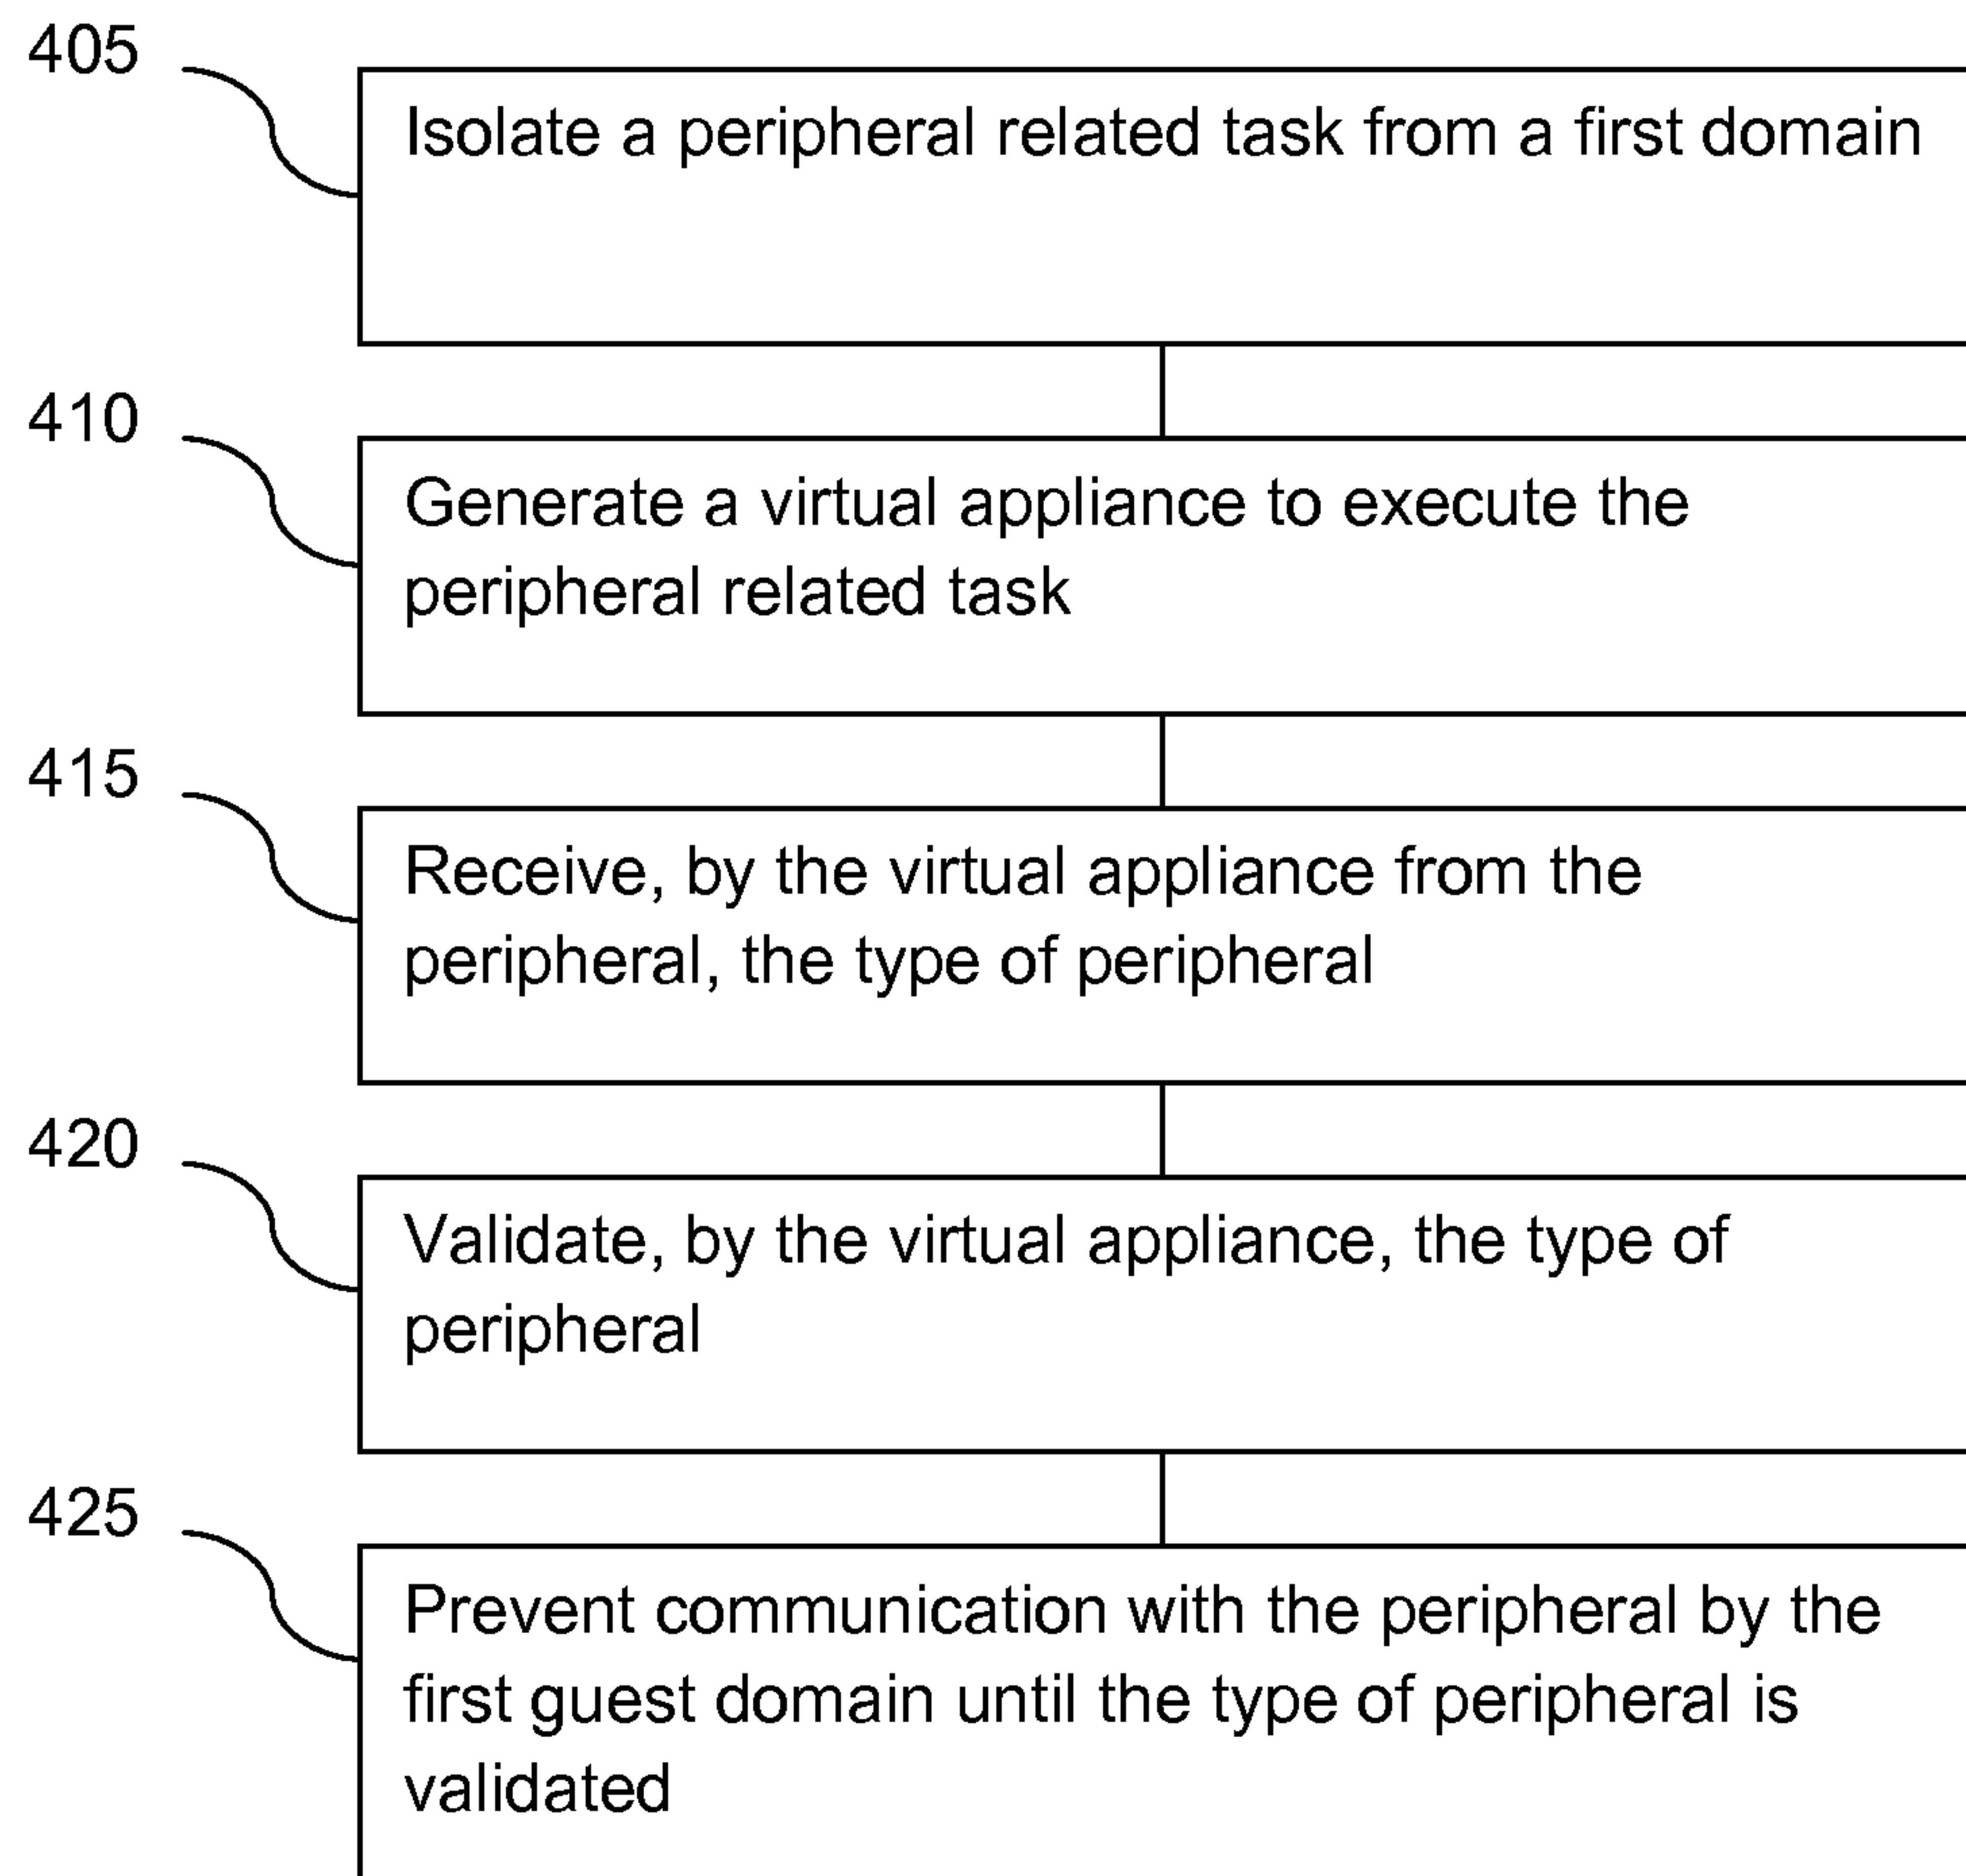 405
Isolate a peripheral related task from a first domain
410
Generate a virtual appliance to execute the
peripheral related task
415
Receive, by the virtual appliance from the
peripheral, the type of peripheral
420
Validate, by the virtual appliance, the type of
peripheral
425
Prevent communication with the peripheral by the
first guest domain until the type of peripheral is
validated